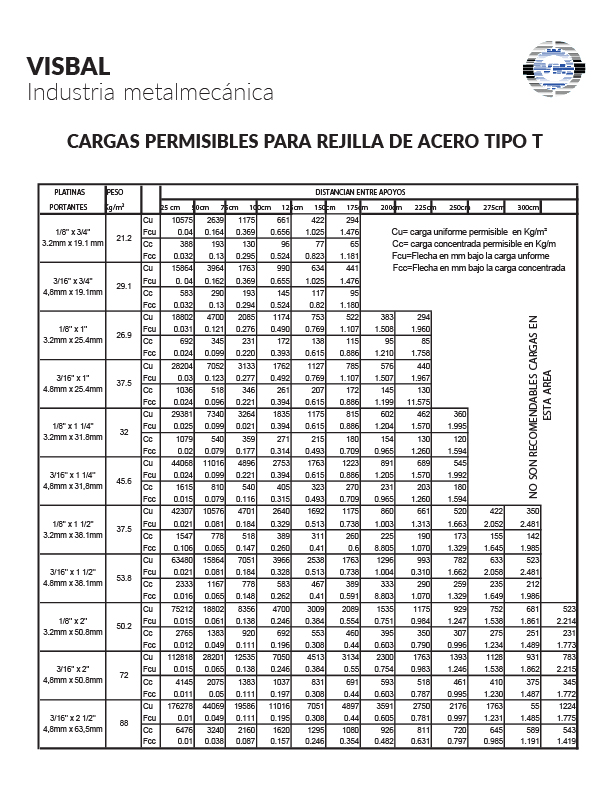 VISBAL
Industria metalmecánica
CARGAS PERMISIBLES PARA REJILLA DE ACERO TIPO T
PLATINAS PESO DISTANCIAN ENTRE APOYOS
PORTANTES Kg/m² 25 cm 50cm 75cm 100cm 125cm 150cm 175cm 200cm 225cm 250cm 275cm 300cm
Cu 10575 2639 1175 661 422 294
1/8" x 3/4" Fcu 0.04 0.164 0.369 0.656 1.025 1.476
3.2mm x 19.1 mm 21.2 Cc 388 193 130 96 77 65
Fcc 0.032 0.13 0.295 0.524 0.823 1.181
Cu= carga uniforme permisible en Kg/m²
Cc= carga concentrada permisible en Kg/m
Fcu=Flecha en mm bajo la carga unforme
Fcc=Flecha en mm bajo la carga concentrada
Cu 15864 3964 1763 990 634 441
3/16" x 3/4" Fcu 0. 04 0.162 0.369 0.655 1.025 1.476
4,8mm x 19.1mm 29.1 Cc 583 290 193 145 117 95
Fcc 0.032 0.13 0.294 0.524 0.82 1.180
Cu 18802 4700 2085 1174 753 522 383 294
1/8" x 1" Fcu 0.031 0.121 0.276 0.490 0.769 1.107 1.508 1.960
3.2mm x 25.4mm 26.9 Cc 692 345 231 172 138 115 95 85
Fcc 0.024 0.099 0.220 0.393 0.615 0.886 1.210 1.758
Cu 28204 7052 3133 1762 1127 785 576 440
3/16" x 1" Fcu 0.03 0.123 0.277 0.492 0.769 1.107 1.507 1.967
4.8mm x 25.4mm 37.5 Cc 1036 518 346 261 207 172 145 130
Fcc 0.024 0.096 0.221 0.394 0.615 0.886 1.199 11.575
Cu 29381 7340 3264 1835 1175 815 602 462 360
1/8" x 1 1/4" Fcu 0.025 0.099 0.021 0.394 0.615 0.886 1.204 1.570 1.995
3.2mm x 31.8mm 32 Cc 1079 540 359 271 215 180 154 130 120
Fcc 0.02 0.079 0.177 0.314 0.493 0.709 0.965 1.260 1.594
Cu 44068 11016 4896 2753 1763 1223 891 689 545
3/16" x 1 1/4" Fcu 0.024 0.099 0.221 0.394 0.615 0.886 1.205 1.570 1.992
4,8mm x 31,8mm 45.6 Cc 1615 810 540 405 323 270 231 203 180
Fcc 0.015 0.079 0.116 0.315 0.493 0.709 0.965 1.260 1.594
NO SON RECOMENDABLES CARGAS EN
ESTA AREA
Cu 42307 10576 4701 2640 1692 1175 860 661 520 422 350
1/8" x 1 1/2" Fcu 0.021 0.081 0.184 0.329 0.513 0.738 1.003 1.313 1.663 2.052 2.481
3.2mm x 38.1mm 37.5 Cc 1547 778 518 389 311 260 225 190 173 155 142
Fcc 0.106 0.065 0.147 0.260 0.41 0.6 8.805 1.070 1.329 1.645 1.985
Cu 63480 15864 7051 3966 2538 1763 1296 993 782 633 523
3/16" x 1 1/2" Fcu 0.021 0.081 0.184 0.328 0.513 0.738 1.004 0.310 1.662 2.058 2.481
4.8mm x 38.1mm 53.8 Cc 2333 1167 778 583 467 389 333 290 259 235 212
Fcc 0.016 0.065 0.148 0.262 0.41 0.591 8.803 1.070 1.329 1.649 1.986
Cu 75212 18802 8356 4700 3009 2089 1535 1175 929 752 681 523
1/8" x 2" Fcu 0.015 0.061 0.138 0.246 0.384 0.554 0.751 0.984 1.247 1.538 1.861 2.214
3.2mm x 50.8mm 50.2 Cc 2765 1383 920 692 553 460 395 350 307 275 251 231
Fcc 0.012 0.049 0.111 0.196 0.308 0.44 0.603 0.790 0.996 1.234 1.489 1.773
Cu 112818 28201 12535 7050 4513 3134 2300 1763 1393 1128 931 783
3/16" x 2" Fcu 0.015 0.065 0.138 0.246 0.384 0.55 0.754 0.983 1.246 1.538 1.862 2.215
4,8mm x 50.8mm 72 Cc 4145 2075 1383 1037 831 691 593 518 461 410 375 345
Fcc 0.011 0.05 0.111 0.197 0.308 0.44 0.603 0.787 0.995 1.230 1.487 1.772
Cu 176278 44069 19586 11016 7051 4897 3591 2750 2176 1763 55 1224
3/16" x 2 1/2" Fcu 0.01 0.049 0.111 0.195 0.308 0.44 0.605 0.781 0.997 1.231 1.485 1.775
4,8mm x 63,5mm 88 Cc 6476 3240 2160 1620 1295 1080 926 811 720 645 589 543
Fcc 0.01 0.038 0.087 0.157 0.246 0.354 0.482 0.631 0.797 0.985 1.191 1.419